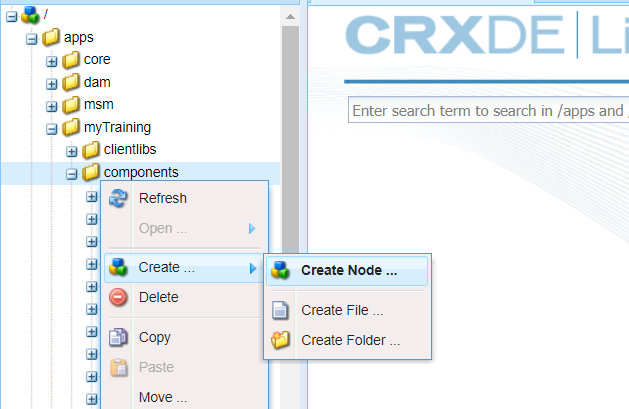 /
apps
core
dam
msm
myTraining
clientlibs
components
Refresh
Open ...
Create ...
Delete
Copy
Paste
Move ...
Create Node ...
Create File ...
Create Folder ...
CRXDE | Li
Enter search term to search in /apps and